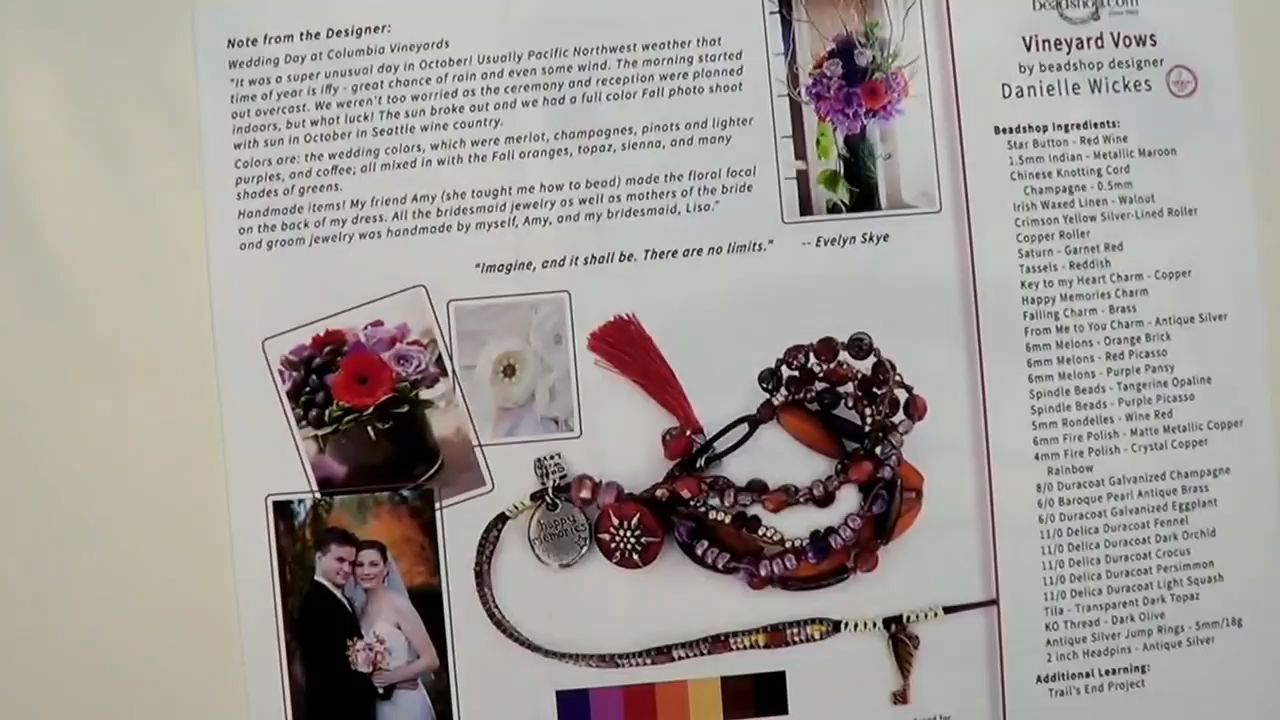 Note from the Designer:
Wedding Day at Columbia Vineyards
"It was a super unusual day in October! Usually Pacific Northwest weather that
time of year is iffy - great chance of rain and even some wind. The morning started
out overcast. We weren't too worried as the ceremony and reception were planned
indoors, but what luck! The sun broke out and we had a full color Fall photo shoot
with sun in October in Seattle wine country.
Colors are: the wedding colors, which were merlot, champagnes, pinots and lighter
purples, and coffee; all mixed in with the Fall oranges, topaz, sienna, and many
shades of greens.
Handmade items! My friend Amy (she taught me how to bead) made the floral focal
on the back of my dress. All the bridesmaid jewelry as well as mothers of the bride
and groom jewelry was handmade by myself, Amy, and my bridesmaid, Lisa."
"Imagine, and it shall be. There are no limits."
-- Evelyn Skye
happy
memories
beadshop.com
Vineyard Vows
by beadshop designer
Danielle Wickes
Beadshop Ingredients:
Star Button - Red Wine
1.5mm Indian - Metallic Maroon
Chinese Knotting Cord
Champagne - 0.5mm
Irish Waxed Linen - Walnut
Crimson Yellow Silver-Lined Roller
Copper Roller
Saturn - Garnet Red
Tassels - Reddish
Key to my Heart Charm - Copper
Happy Memories Charm
Falling Charm - Brass
From Me to You Charm - Antique Silver
6mm Melons - Orange Brick
6mm Melons - Red Picasso
6mm Melons - Purple Pansy
Spindle Beads - Tangerine Opaline
Spindle Beads - Purple Picasso
5mm Rondelles - Wine Red
6mm Fire Polish - Matte Metallic Copper
4mm Fire Polish - Crystal Copper
Rainbow
8/0 Duracoat Galvanized Champagne
6/0 Baroque Pearl Antique Brass
6/0 Duracoat Galvanized Eggplant
11/0 Delica Duracoat Fennel
11/0 Delica Duracoat Dark Orchid
11/0 Delica Duracoat Crocus
11/0 Delica Duracoat Persimmon
11/0 Delica Duracoat Light Squash
Tila - Transparent Dark Topaz
KO Thread - Dark Olive
Antique Silver Jump Rings - 5mm/18g
2 inch Headpins - Antique Silver
Additional Learning:
Trail's End Project